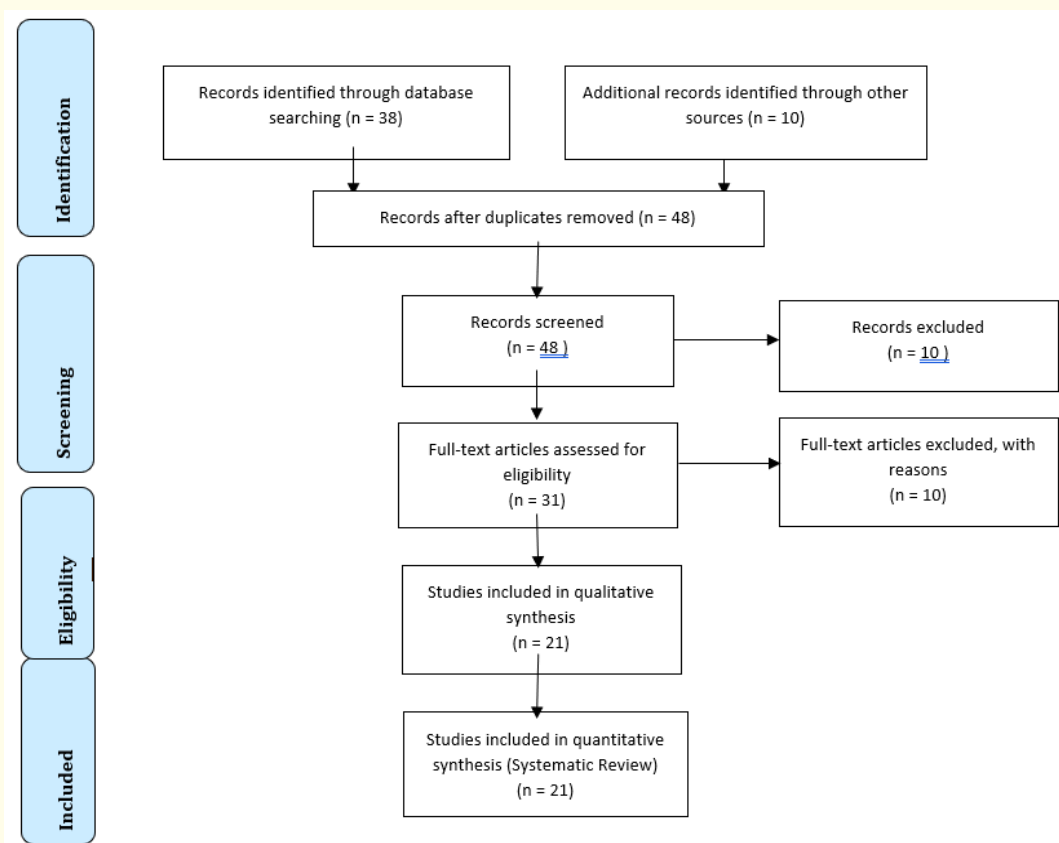 Identification
Records identified through database
searching (n = 38)
Additional records identified through other
sources (n = 10)
Records after duplicates removed (n = 48)
Screening
Records screened
(n = 48 )
Records excluded
(n = 10 )
Full-text articles assessed for
eligibility
(n = 31)
Full-text articles excluded, with
reasons
(n = 10)
Eligibility
Studies included in qualitative
synthesis
(n = 21)
Included
Studies included in quantitative
synthesis (Systematic Review)
(n = 21)